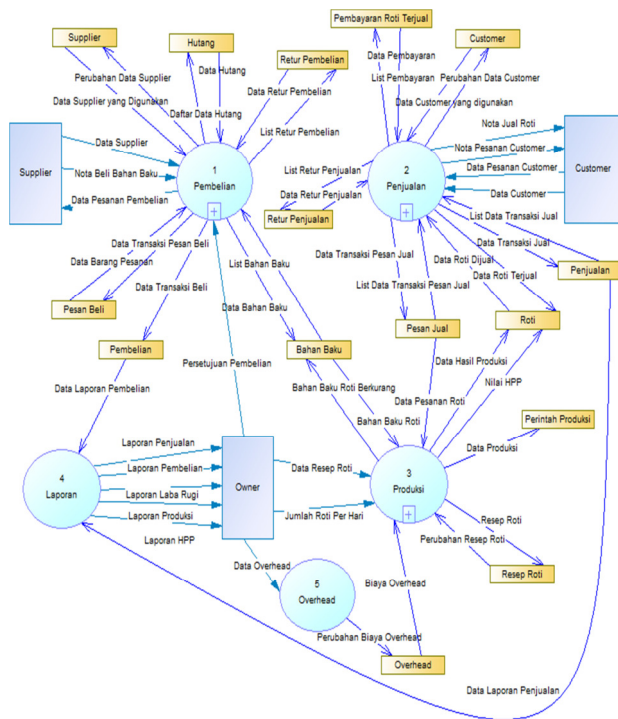 Pembayaran Roti Terjual
Supplier
Hutang
Customer
Retur Pembelian
Data Pembayaran
Perubahan Data Supplier
Data Hutang
List Pembayaran
Perubahan Data Customer
Data Retur Pembelian
Data Supplier yang Digunakan
Daftar Data Hutang
Data Customer yang digunakan
List Retur Pembelian
Nota Jual Roti
Supplier
Data Supplier
1
Pembelian
2
Penjualan
Nota Pesanan Customer
Customer
Nota Beli Bahan Baku
List Retur Penjualan
Data Pesanan Customer
Data Pesanan Pembelian
Data Retur Penjualan
Data Customer
Retur Penjualan
List Data Transaksi Jual
Data Transaksi Pesan Beli
Data Transaksi Pesan Jual
Data Transaksi Jual
Data Barang Pesanan
List Bahan Baku
Data Roti Dijual
Penjualan
Data Transaksi Beli
List Data Transaksi Pesan Jual
Data Roti Terjual
Data Bahan Baku
Pesan Beli
Pesan Jual
Roti
Pembelian
Bahan Baku
Persetujuan Pembelian
Data Hasil Produksi
Data Laporan Pembelian
Bahan Baku Roti Berkurang
Nilai HPP
Data Pesanan Roti
Bahan Baku Roti
Perintah Produksi
Laporan Penjualan
Data Produksi
4
Laporan
Laporan Pembelian
Owner
Data Resep Roti
3
Produksi
Laporan Laba Rugi
Laporan Produksi
Jumlah Roti Per Hari
Resep Roti
Laporan HPP
Perubahan Resep Roti
Data Overhead
Resep Roti
5
Overhead
Biaya Overhead
Perubahan Biaya Overhead
Overhead
Data Laporan Penjualan